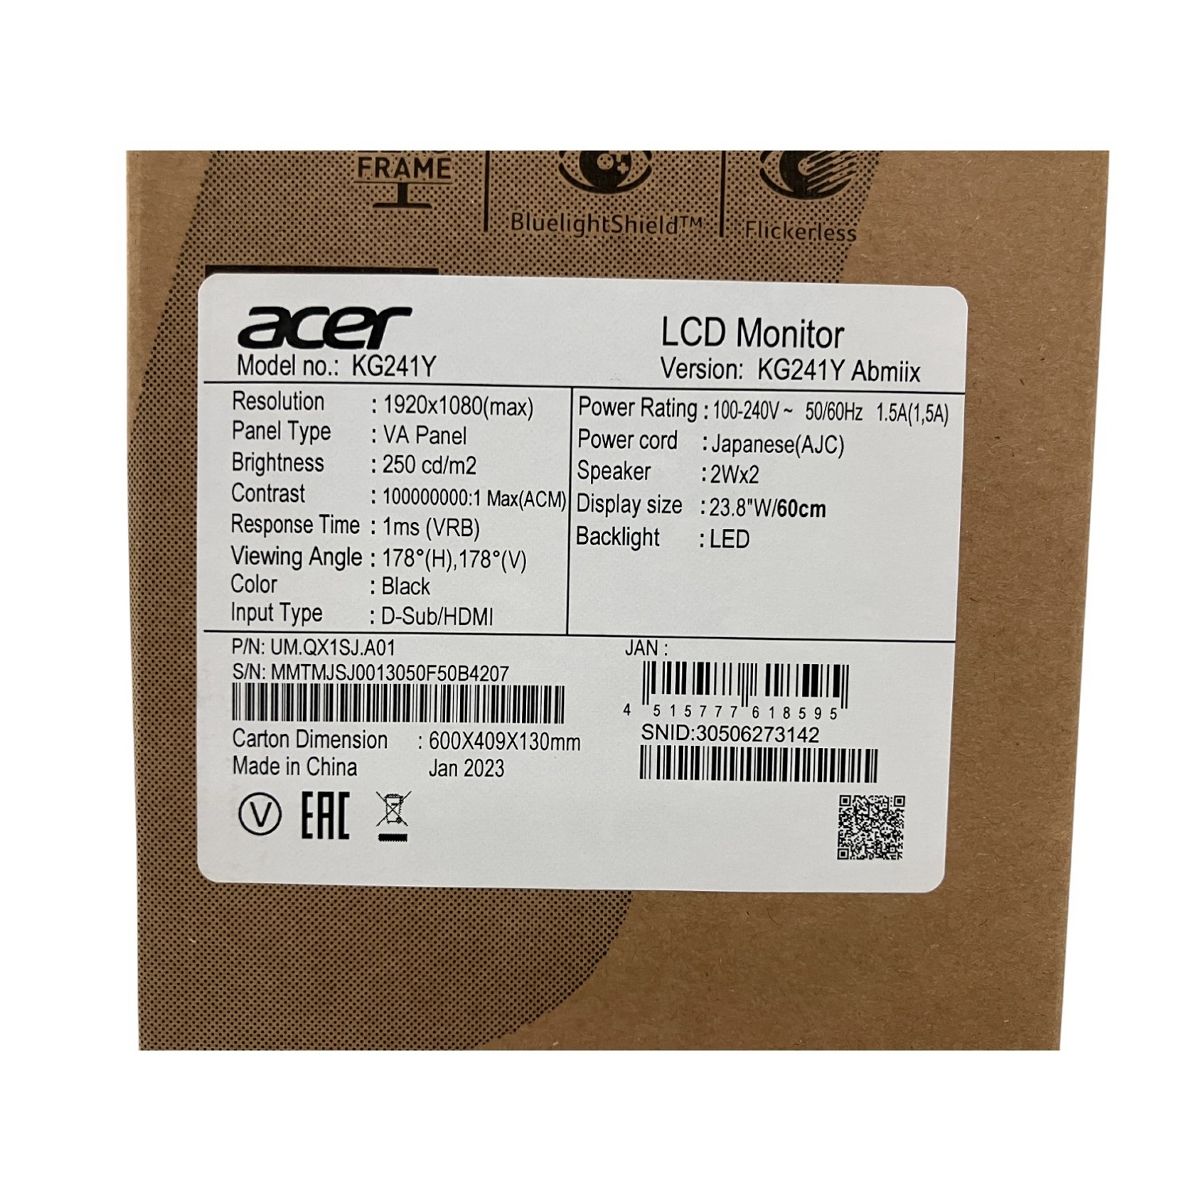 FRAME
BluelightShield™
Flickerless
acer
Model no.: KG241Y
LCD Monitor
Version: KG241Y Abmiix
Resolution : 1920x1080(max)
Panel Type : VA Panel
Brightness : 250 cd/m2
Contrast : 100000000:1 Max(ACM)
Response Time : 1ms (VRB)
Viewing Angle : 178°(H),178°(V)
Color : Black
Input Type : D-Sub/HDMI
Power Rating : 100-240V ~ 50/60Hz 1.5A(1,5A)
Power cord : Japanese(AJC)
Speaker : 2Wx2
Display size : 23.8"W/60cm
Backlight : LED
P/N: UM.QX1SJ.A01
S/N: MMTMJSJ0013050F50B4207
Carton Dimension : 600X409X130mm
Made in China Jan 2023
V EAC
JAN :
4 515777 618595
SNID:30506273142